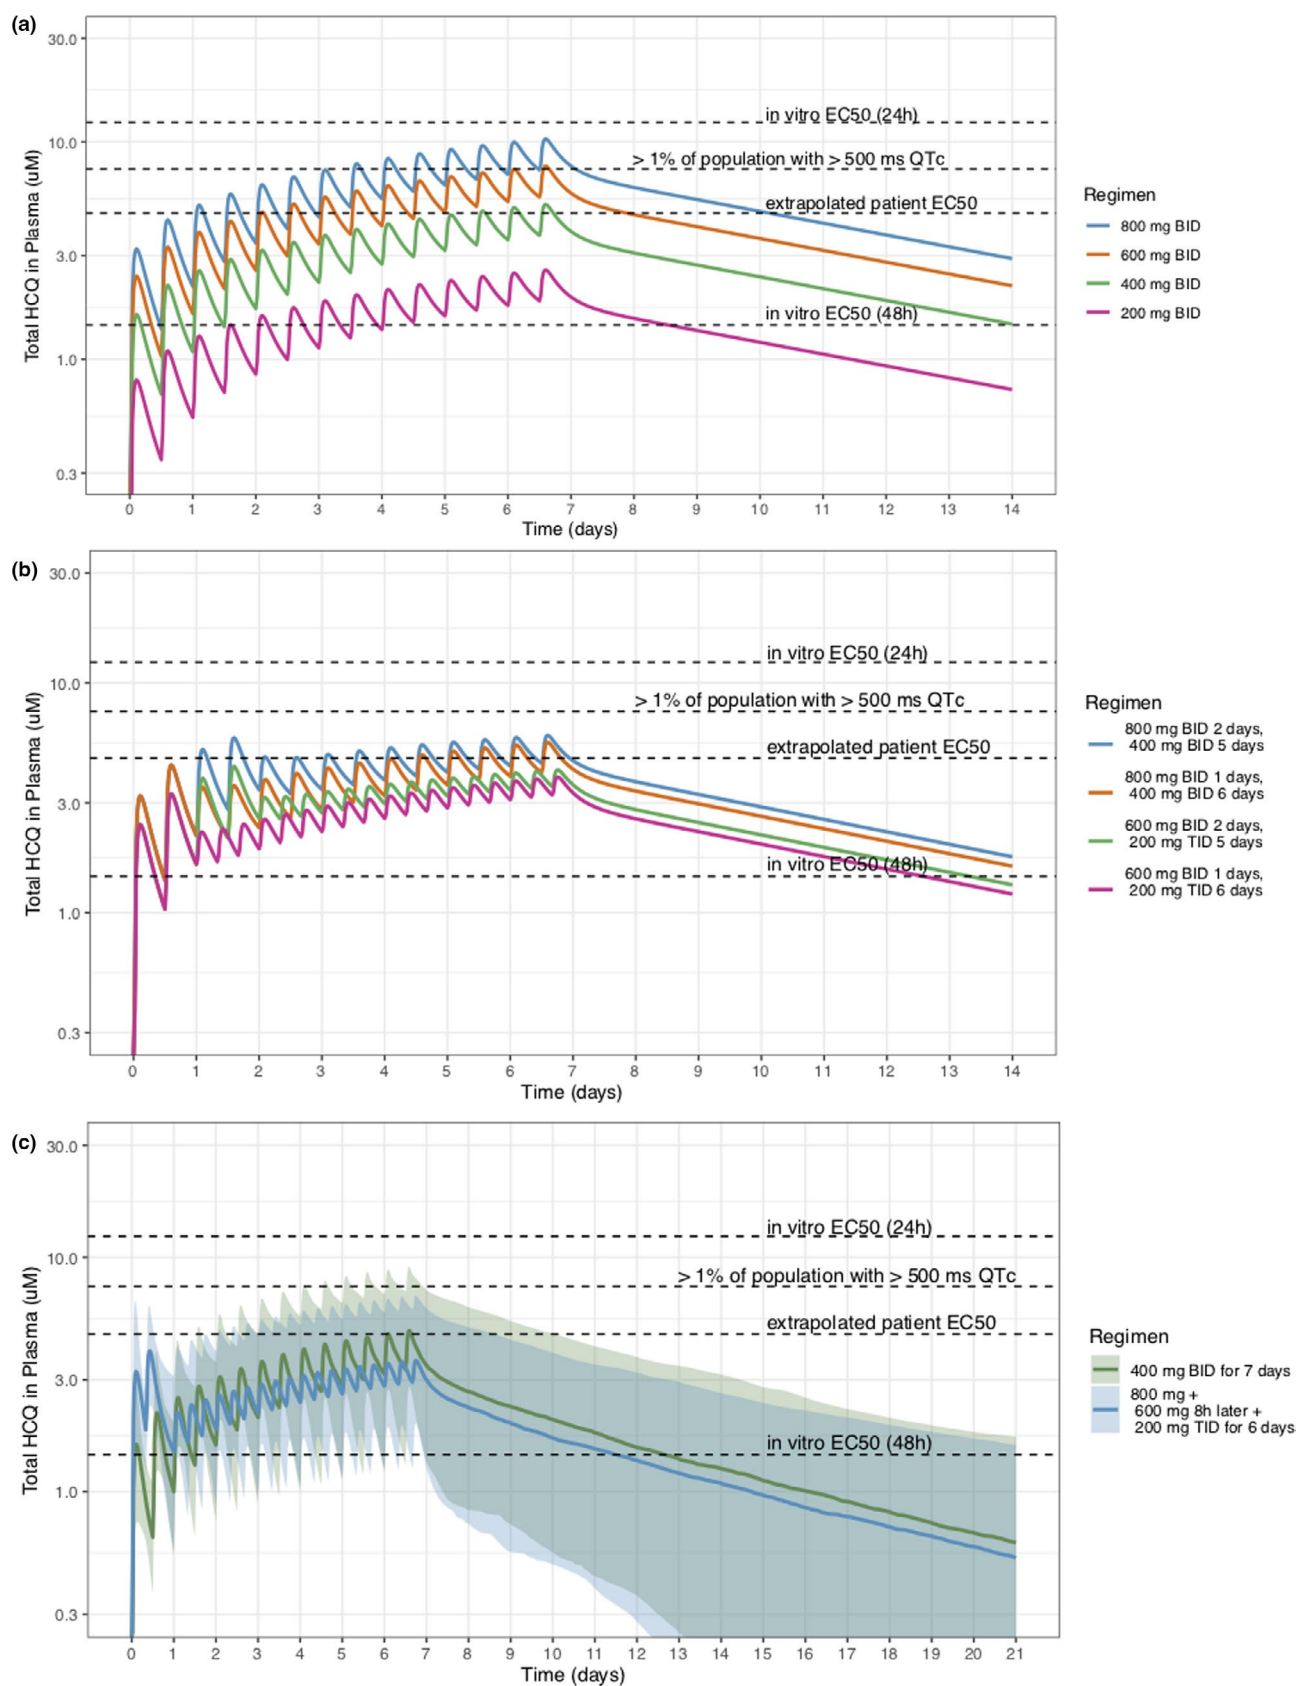 (a)
30.0
10.0
3.0
1.0
0.3
Total HCQ in Plasma (uM)
in vitro EC50 (24h)
> 1% of population with > 500 ms QTc
extrapolated patient EC50
in vitro EC50 (48h)
0 1 2 3 4 5 6 7 8 9 10 11 12 13 14
Time (days)
Regimen
800 mg BID
600 mg BID
400 mg BID
200 mg BID
(b)
30.0
10.0
3.0
1.0
0.3
Total HCQ in Plasma (uM)
in vitro EC50 (24h)
> 1% of population with > 500 ms QTc
extrapolated patient EC50
in vitro EC50 (48h)
0 1 2 3 4 5 6 7 8 9 10 11 12 13 14
Time (days)
Regimen
800 mg BID 2 days,
400 mg BID 5 days
800 mg BID 1 days,
400 mg BID 6 days
600 mg BID 2 days,
200 mg TID 5 days
600 mg BID 1 days,
200 mg TID 6 days
(c)
30.0
10.0
3.0
1.0
0.3
Total HCQ in Plasma (uM)
in vitro EC50 (24h)
> 1% of population with > 500 ms QTc
extrapolated patient EC50
in vitro EC50 (48h)
0 1 2 3 4 5 6 7 8 9 10 11 12 13 14 15 16 17 18 19 20 21
Time (days)
Regimen
400 mg BID for 7 days
800 mg +
600 mg 8h later +
200 mg TID for 6 days